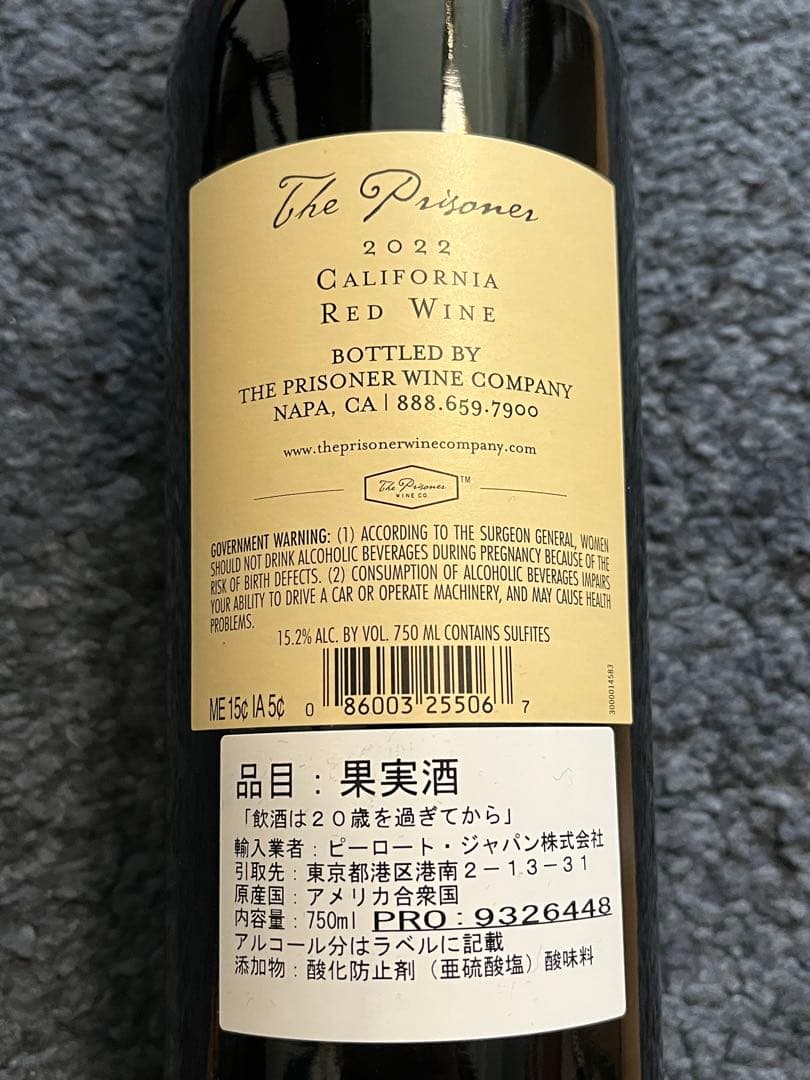 The Prisoner
2022
CALIFORNIA
RED WINE
BOTTLED BY
THE PRISONER WINE COMPANY
NAPA, CA | 888.659.7900
www.theprisonerwinecompany.com
The Prisoner TM
WINE CO.
GOVERNMENT WARNING: (1) ACCORDING TO THE SURGEON GENERAL, WOMEN
SHOULD NOT DRINK ALCOHOLIC BEVERAGES DURING PREGNANCY BECAUSE OF THE
RISK OF BIRTH DEFECTS. (2) CONSUMPTION OF ALCOHOLIC BEVERAGES IMPAIRS
YOUR ABILITY TO DRIVE A CAR OR OPERATE MACHINERY, AND MAY CAUSE HEALTH
PROBLEMS.
15.2% ALC. BY VOL. 750 ML CONTAINS SULFITES
ME 15¢ IA 5¢ 0 86003 25506 7
3000014583
品目：果実酒
「飲酒は２０歳を過ぎてから」
輸入業者：ピーロート・ジャパン株式会社
引取先：東京都港区港南２－１３－３１
原産国：アメリカ合衆国
内容量：750ml PRO：9326448
アルコール分はラベルに記載
添加物：酸化防止剤（亜硫酸塩）酸味料